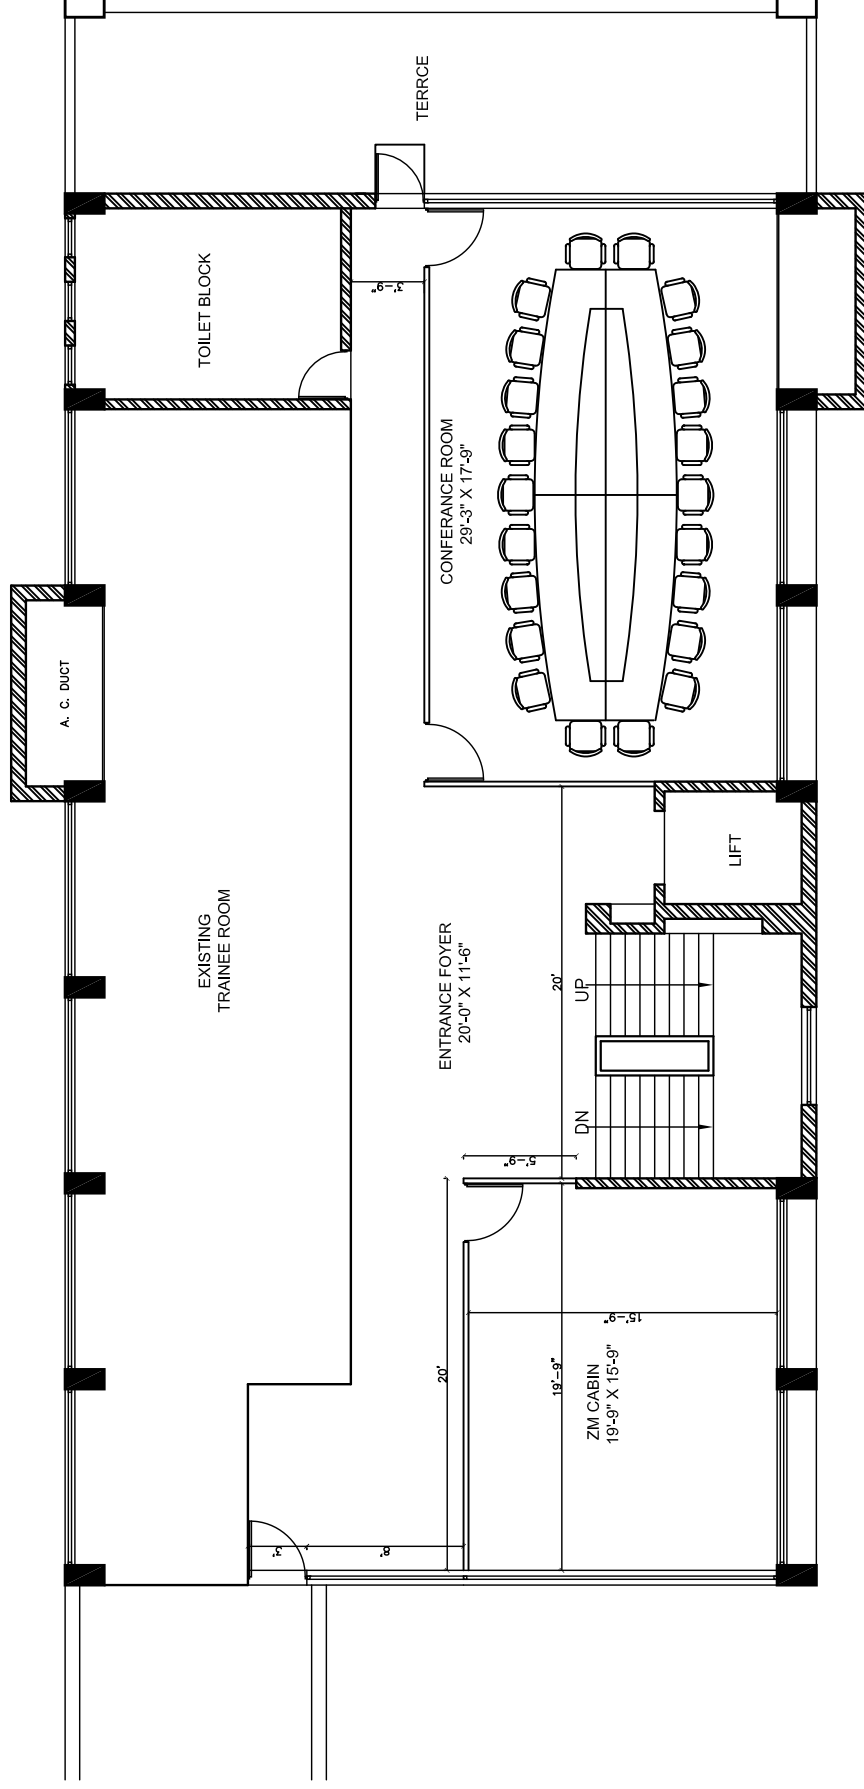 TERRCE
TOILET BLOCK
3'-9"
CONFERANCE ROOM
29'-3" X 17'-9"
A. C. DUCT
LIFT
EXISTING
TRAINEE ROOM
ENTRANCE FOYER
20'-0" X 11'-6"
20'
UP
DN
5'-9"
20'
19'-9"
15'-9"
ZM CABIN
19'-9" X 15'-9"
3'
8'